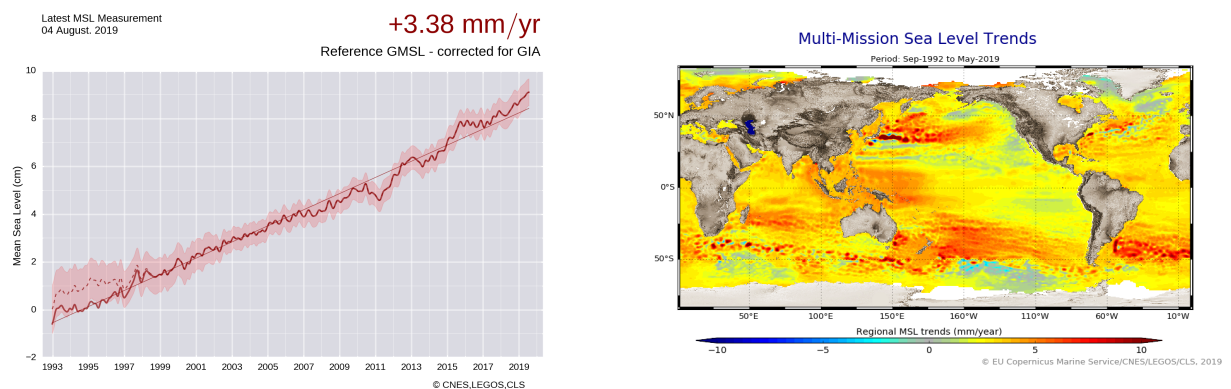 Latest MSL Measurement
04 August. 2019
+3.38 mm/yr
Reference GMSL - corrected for GIA
Mean Sea Level (cm)
10
8
6
4
2
0
−2
1993 1995 1997 1999 2001 2003 2005 2007 2009 2011 2013 2015 2017 2019
© CNES,LEGOS,CLS
Multi-Mission Sea Level Trends
Period: Sep-1992 to May-2019
50°N
0°S
50°S
50°E 100°E 150°E 160°W 110°W 60°W 10°W
Regional MSL trends (mm/year)
−10 −5 0 5 10
© EU Copernicus Marine Service/CNES/LEGOS/CLS, 2019